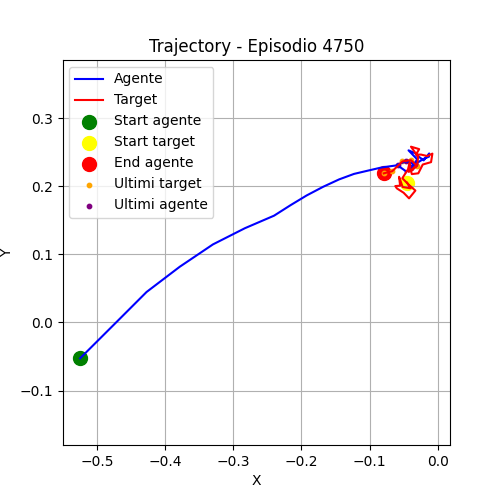 Trajectory - Episodio 4750
Agente
Target
Start agente
Start target
End agente
Ultimi target
Ultimi agente
Y
0.3
0.2
0.1
0.0
−0.1
−0.5
−0.4
−0.3
−0.2
−0.1
0.0
X